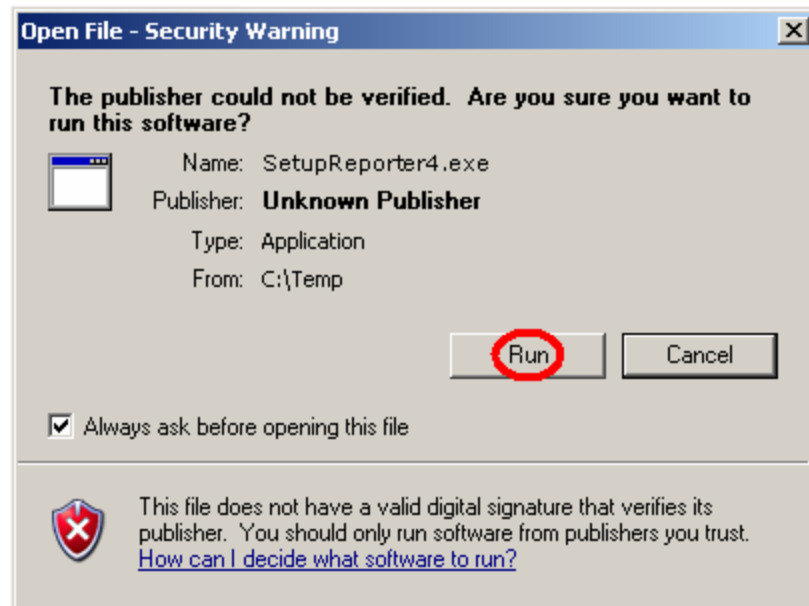 Open File - Security Warning
The publisher could not be verified.  Are you sure you want to
run this software?
Name: SetupReporter4.exe
Publisher: Unknown Publisher
Type: Application
From: C:\Temp
Run Cancel
Always ask before opening this file
This file does not have a valid digital signature that verifies its
publisher.  You should only run software from publishers you trust.
How can I decide what software to run?